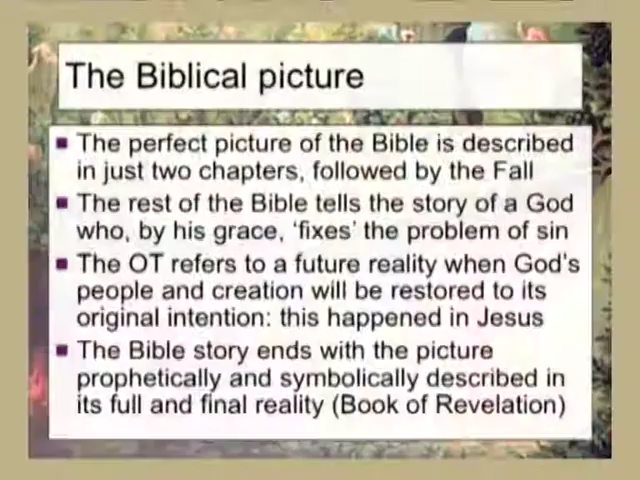 The Biblical picture
■ The perfect picture of the Bible is described
in just two chapters, followed by the Fall
■ The rest of the Bible tells the story of a God
who, by his grace, ‘fixes’ the problem of sin
■ The OT refers to a future reality when God’s
people and creation will be restored to its
original intention: this happened in Jesus
■ The Bible story ends with the picture
prophetically and symbolically described in
its full and final reality (Book of Revelation)